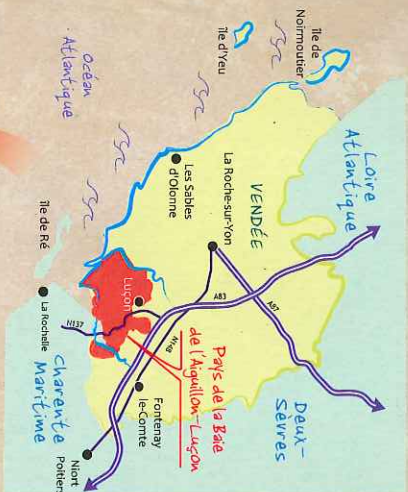 Loire
Atlantique
Île de
Noirmoutier
Deux-
Sèvres
VENDÉE
A87
La Roche-sur-Yon
A83
Pays de la Baie
de l'Aiguillon-Luçon
Île d'Yeu
Les Sables
d'Olonne
Fontenay
le-Comte
Luçon
Océan
Atlantique
N137
Niort
Poitiers
Île de Ré
La Rochelle
Charente
Maritime